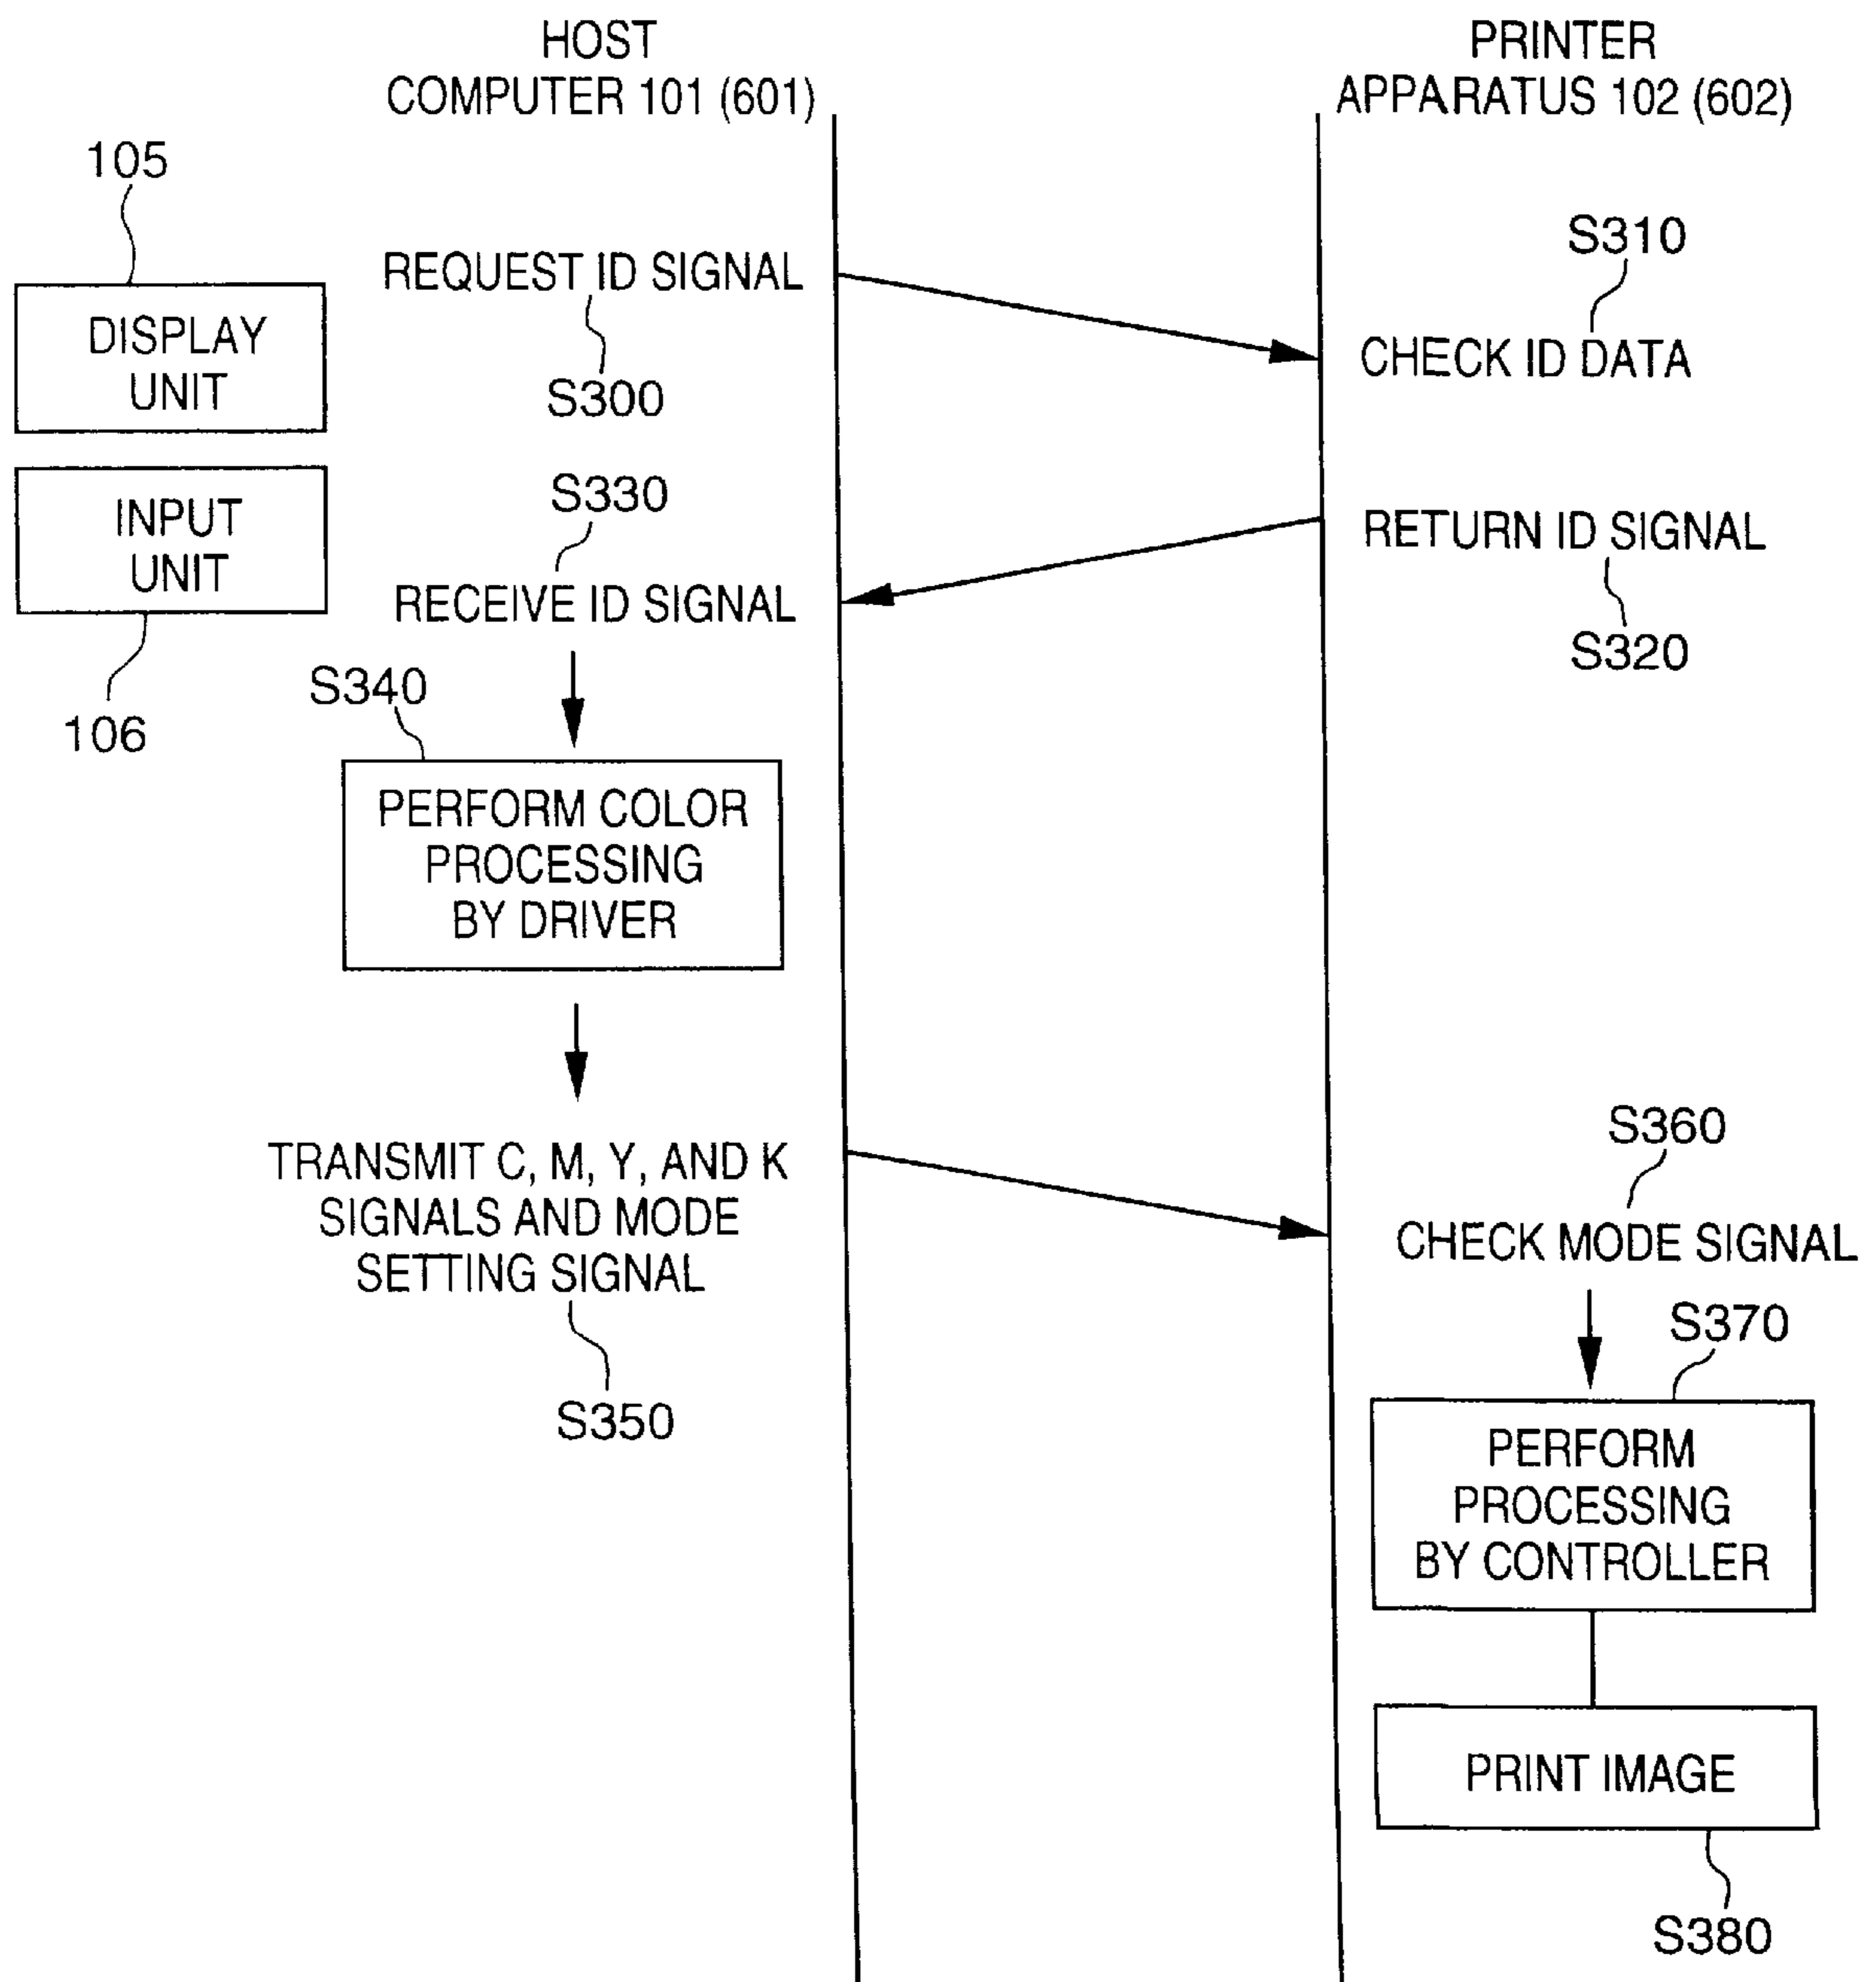 HOST
COMPUTER 101 (601)
PRINTER
APPARATUS 102 (602)
105
DISPLAY
UNIT
INPUT
UNIT
106
REQUEST ID SIGNAL
S300
S310
CHECK ID DATA
RETURN ID SIGNAL
S320
S330
RECEIVE ID SIGNAL
S340
PERFORM COLOR
PROCESSING
BY DRIVER
TRANSMIT C, M, Y, AND K
SIGNALS AND MODE
SETTING SIGNAL
S350
S360
CHECK MODE SIGNAL
S370
PERFORM
PROCESSING
BY CONTROLLER
PRINT IMAGE
S380